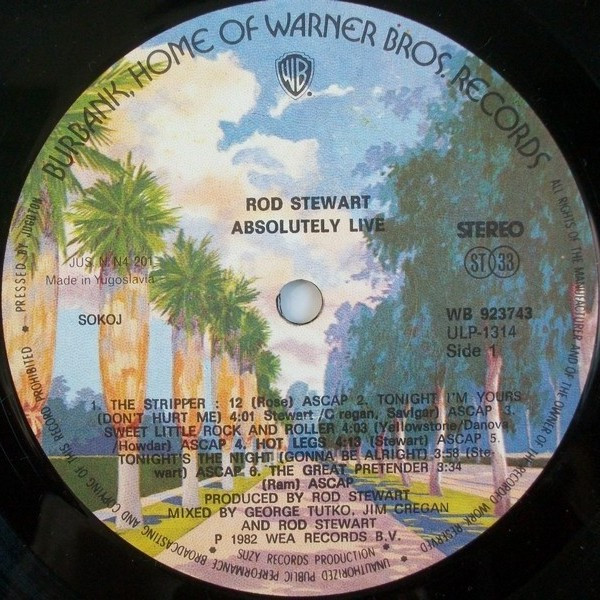 BURBANK, HOME OF WARNER BROS. RECORDS
WB
ROD STEWART
ABSOLUTELY LIVE
STEREO
ST 33
JUS. N. N4 201
Made in Yugoslavia
SOKOJ
WB 923743
ULP-1314
Side 1
1. THE STRIPPER : 12 (Rose) ASCAP 2. TONIGHT I'M YOURS
(DON'T HURT ME) 4:01 Stewart /C regan, Savigar) ASCAP 3.
SWEET LITTLE ROCK AND ROLLER 4:03 (Yellowstone/Danova
/Howdar) ASCAP 4. HOT LEGS 4:13 (Stewart) ASCAP 5.
TONIGHT'S THE NIGHT (GONNA BE ALRIGHT) 3:58 (Ste-
wart) ASCAP 6. THE GREAT PRETENDER 3:34
(Ram) ASCAP
PRODUCED BY ROD STEWART
MIXED BY GEORGE TUTKO, JIM CREGAN
AND ROD STEWART
P 1982 WEA RECORDS B.V.
PRESSED BY JUGOTON * ALL RIGHTS OF THE MANUFACTURER AND OF THE OWNER OF THE RECORDED WORK RESERVED * UNAUTHORIZED PUBLIC PERFORMANCE BROADCASTING AND COPYING OF THIS RECORD PROHIBITED *
RECORDS PRODUCTION